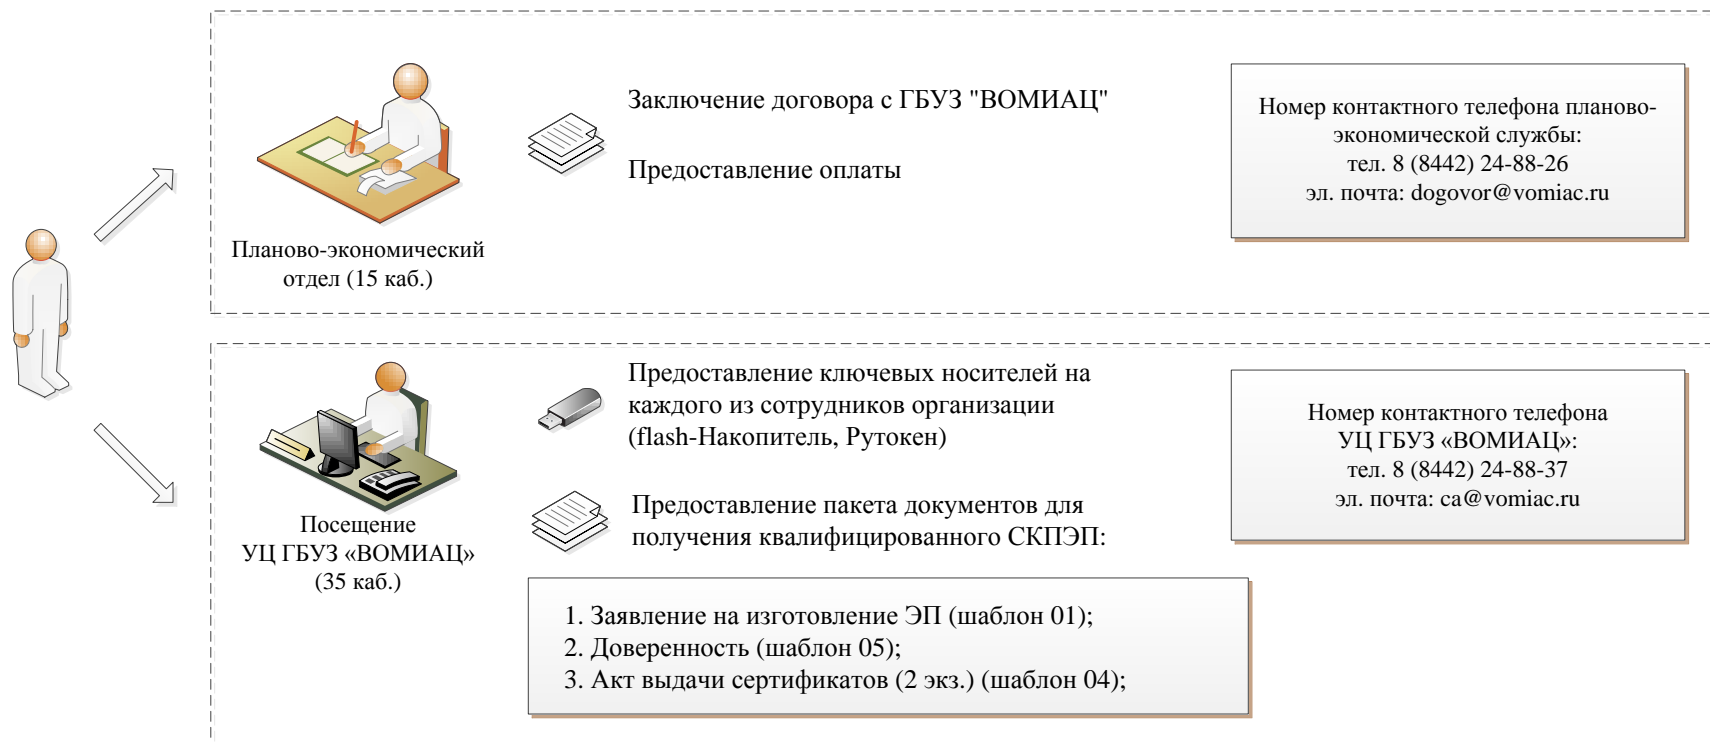 Заключение договора с ГБУЗ "ВОМИАЦ"
Предоставление оплаты
Планово-экономический
отдел (15 каб.)
Номер контактного телефона планово-
экономической службы:
тел. 8 (8442) 24-88-26
эл. почта: dogovor@vomiac.ru
Посещение
УЦ ГБУЗ «ВОМИАЦ»
(35 каб.)
Предоставление ключевых носителей на
каждого из сотрудников организации
(flash-Накопитель, Рутокен)
Предоставление пакета документов для
получения квалифицированного СКПЭП:
Номер контактного телефона
УЦ ГБУЗ «ВОМИАЦ»:
тел. 8 (8442) 24-88-37
эл. почта: ca@vomiac.ru
1. Заявление на изготовление ЭП (шаблон 01);
2. Доверенность (шаблон 05);
3. Акт выдачи сертификатов (2 экз.) (шаблон 04);